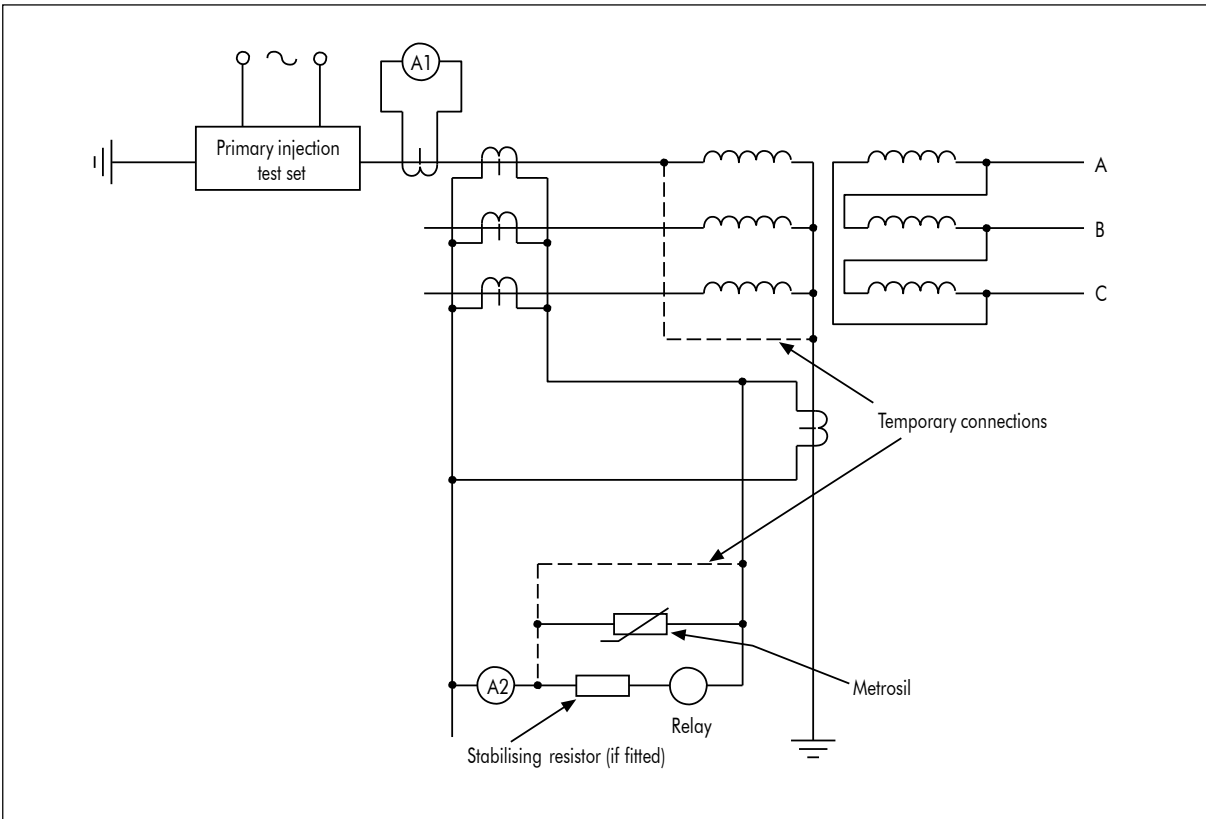 A1
Primary injection
test set
A
B
C
Temporary connections
Metrosil
A2
Relay
Stabilising resistor (if fitted)